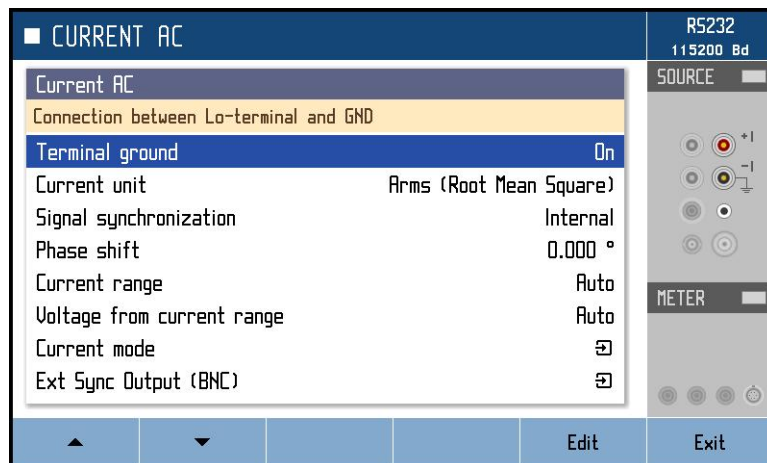 CURRENT AC
RS232
115200 Bd
Current AC
Connection between Lo-terminal and GND
Terminal ground On
Current unit Arms (Root Mean Square)
Signal synchronization Internal
Phase shift 0.000 °
Current range Auto
Voltage from current range Auto
Current mode
Ext Sync Output (BNC)
SOURCE
+I
-I
METER
Edit
Exit